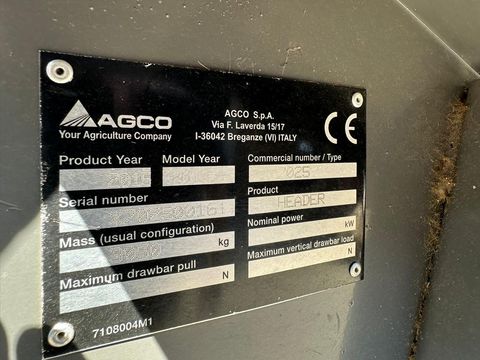 AGCO
Your Agriculture Company
AGCO S.p.A.
Via F. Laverda 15/17
I-36042 Breganze (VI) ITALY
CE
Product Year Model Year
Commercial number / Type
7025
Serial number
Product
HEADER
Mass (usual configuration)
kg
Nominal power
kW
Maximum drawbar pull
N
Maximum vertical drawbar load
N
7108004M1